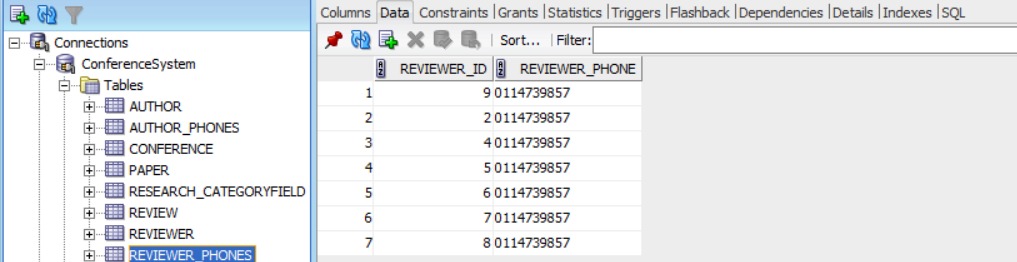 Columns Data Constraints Grants Statistics Triggers Flashback Dependencies Details Indexes SQL
Sort... Filter:
Connections
ConferenceSystem
Tables
AUTHOR
AUTHOR_PHONES
CONFERENCE
PAPER
RESEARCH_CATEGORYFIELD
REVIEW
REVIEWER
REVIEWER_PHONES
REVIEWER_ID REVIEWER_PHONE
1 9 0114739857
2 2 0114739857
3 4 0114739857
4 5 0114739857
5 6 0114739857
6 7 0114739857
7 8 0114739857